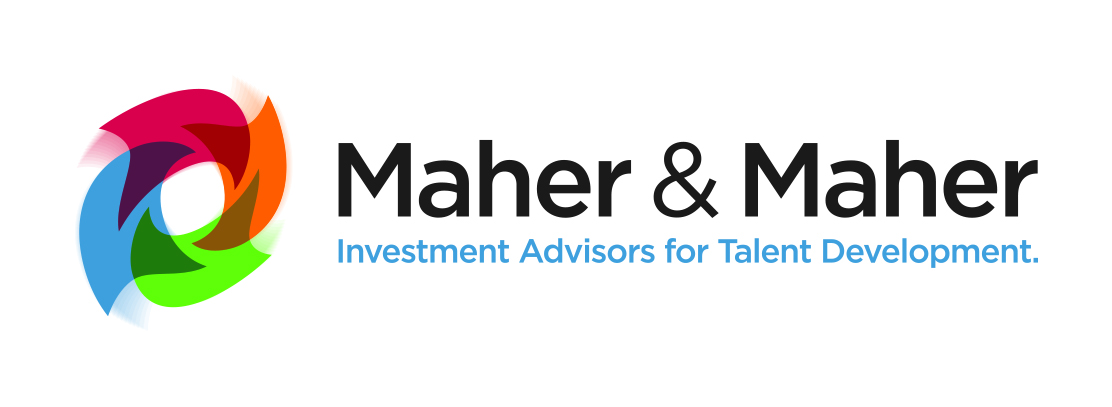 Maher & Maher
Investment Advisors for Talent Development.